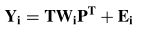 Yᵢ = TWᵢPᵀ + Eᵢ